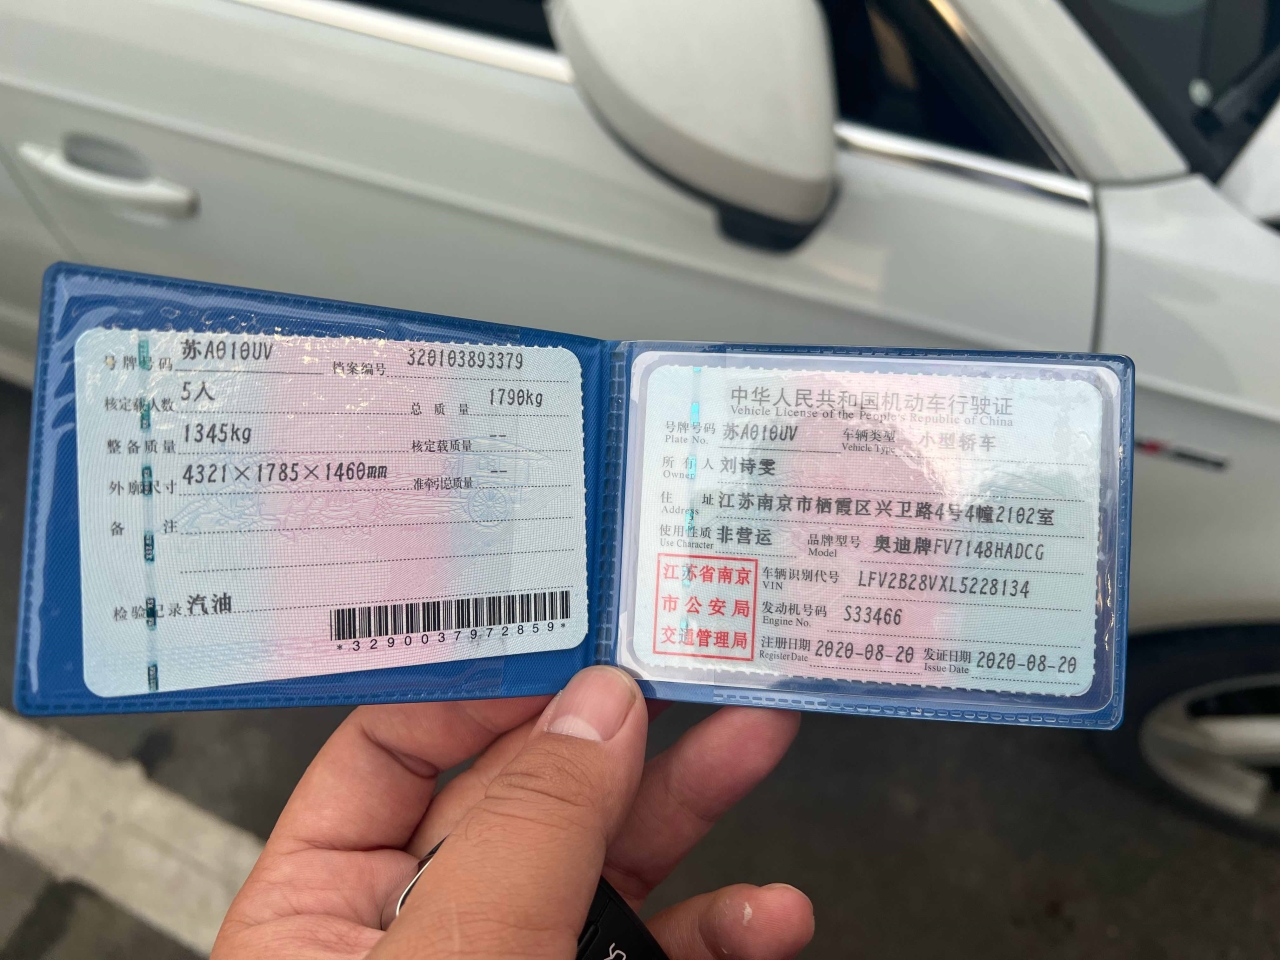 号牌号码 苏A010UV 档案编号 320103893379
核定载人数 5人 总质量 1790kg
整备质量 1345kg 核定载质量 --
外廓尺寸 4321×1785×1460mm 准牵引总质量 --
备注
检验记录 汽油
*3290037972859*
中华人民共和国机动车行驶证
Vehicle License of the People's Republic of China
号牌号码 苏A010UV 车辆类型 小型轿车
Plate No. Vehicle Type
所有人 刘诗雯
Owner
住址 江苏南京市栖霞区兴卫路4号4幢2102室
Address
使用性质 非营运 品牌型号 奥迪牌FV7148HADCG
Use Character Model
江苏省南京
市公安局
交通管理局
车辆识别代号 LFV2B28VXL5228134
VIN
发动机号码 S33466
Engine No.
注册日期 2020-08-20 发证日期 2020-08-20
Register Date Issue Date